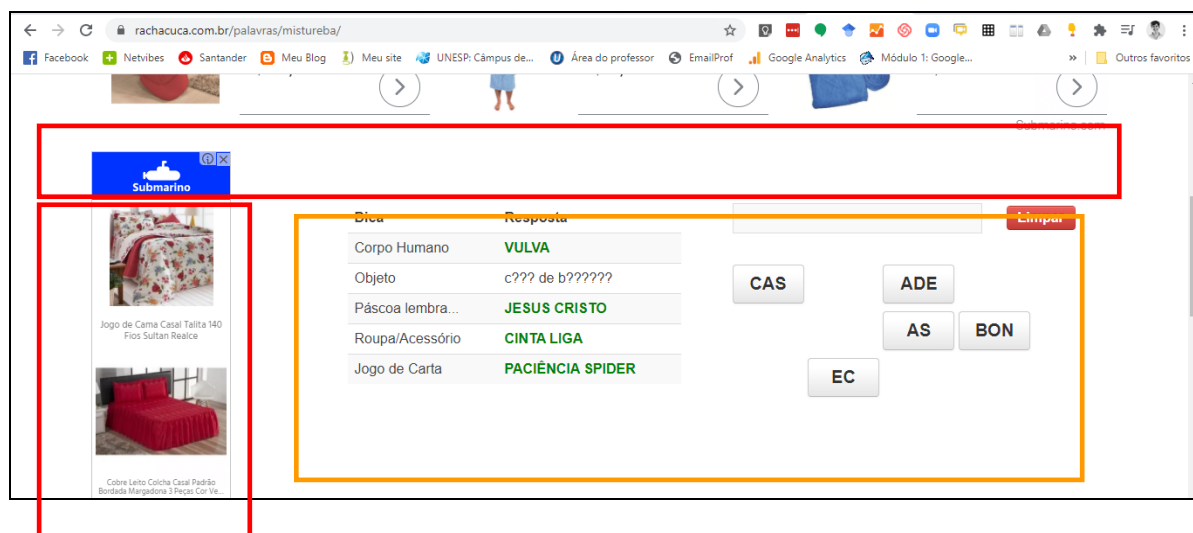 rachacuca.com.br/palavras/mistureba/
Facebook Netvibes Santander Meu Blog Meu site UNESP: Câmpus de... Área do professor EmailProf Google Analytics Módulo 1: Google... » Outros favoritos
Submarino.com
Submarino
Dica Resposta Limpar
Corpo Humano VULVA
Objeto c??? de b??????
CAS ADE
Páscoa lembra... JESUS CRISTO
Roupa/Acessório CINTA LIGA
AS BON
Jogo de Carta PACIÊNCIA SPIDER
EC
Jogo de Cama Casal Talita 140
Fios Sultan Realce
Cobre Leito Colcha Casal Padrão
Bordada Margadona 3 Peças Cor Ve...